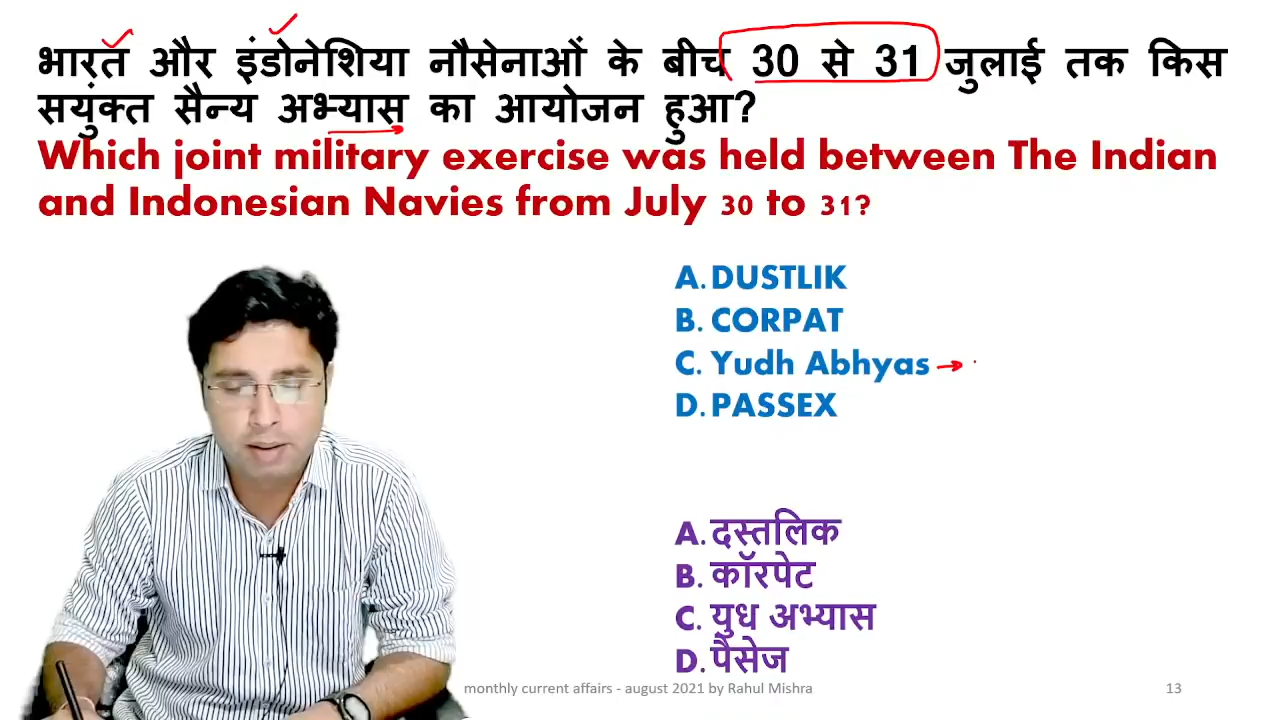 भारत और इंडोनेशिया नौसेनाओं के बीच 30 से 31 जुलाई तक किस
सयुंक्त सैन्य अभ्यास का आयोजन हुआ?
Which joint military exercise was held between The Indian
and Indonesian Navies from July 30 to 31?
A. DUSTLIK
B. CORPAT
C. Yudh Abhyas
D. PASSEX
A. दस्तलिक
B. कॉरपेट
C. युध अभ्यास
D. पैसेज
monthly current affairs - august 2021 by Rahul Mishra
13